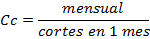 Cc = mensual / cortes en 1 mes